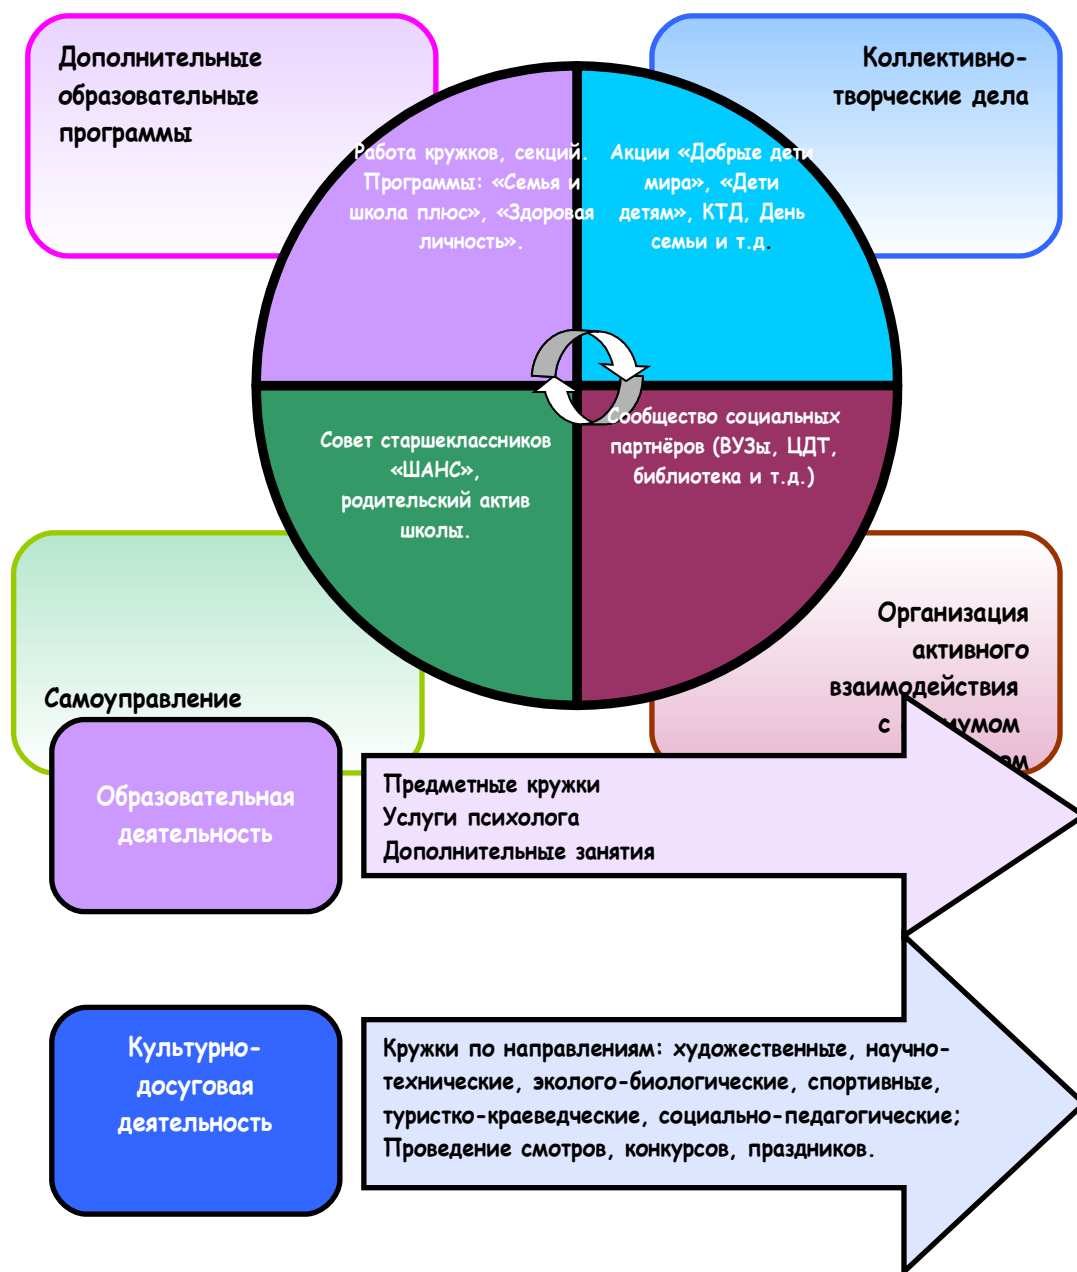 Дополнительные
образовательные
программы
Коллективно-
творческие дела
Работа кружков, секций.
Программы: «Семья и
школа плюс», «Здоровая
личность».
Акции «Добрые дети
мира», «Дети
детям», КТД, День
семьи и т.д.
Совет старшеклассников
«ШАНС»,
родительский актив
школы.
Сообщество социальных
партнёров (ВУЗы, ЦДТ,
библиотека и т.д.)
Самоуправление
Организация
активного
взаимодействия
с
Образовательная
деятельность
Предметные кружки
Услуги психолога
Дополнительные занятия
Культурно-
досуговая
деятельность
Кружки по направлениям: художественные, научно-
технические, эколого-биологические, спортивные,
туристко-краеведческие, социально-педагогические;
Проведение смотров, конкурсов, праздников.